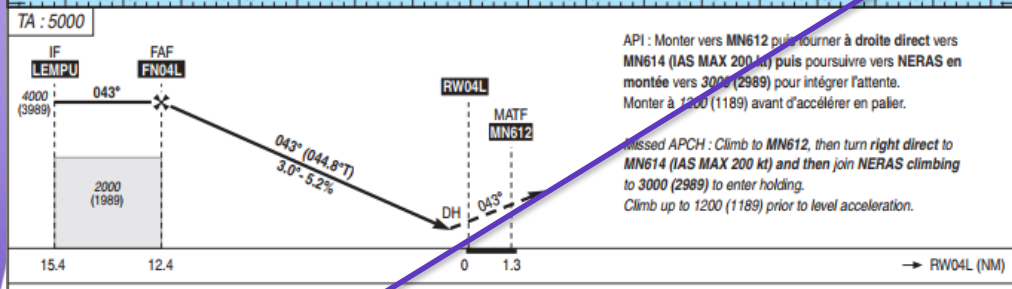 TA : 5000
IF
LEMPU
FAF
FN04L
4000
(3989)
043°
2000
(1989)
043° (044.8°T)
3.0°- 5.2%
RW04L
MATF
MN612
DH
043°
15.4
12.4
0
1.3
→ RW04L (NM)
API : Monter vers MN612 puis tourner à droite direct vers
MN614 (IAS MAX 200 kt) puis poursuivre vers NERAS en
montée vers 3000 (2989) pour intégrer l'attente.
Monter à 1200 (1189) avant d'accélérer en palier.
Missed APCH : Climb to MN612, then turn right direct to
MN614 (IAS MAX 200 kt) and then join NERAS climbing
to 3000 (2989) to enter holding.
Climb up to 1200 (1189) prior to level acceleration.